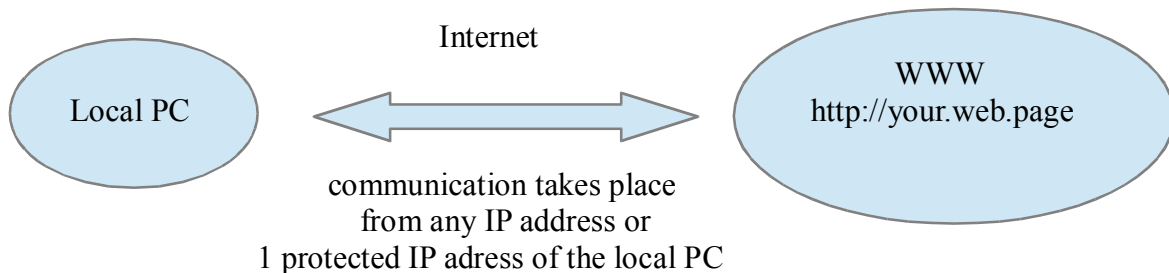 Internet
Local PC
WWW
http://your.web.page
communication takes place
from any IP address or
1 protected IP adress of the local PC